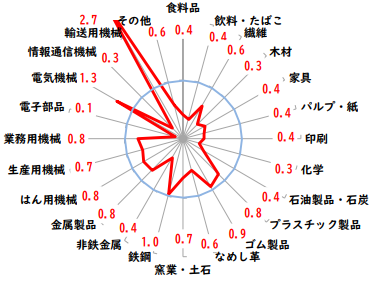 食料品
0.4
飲料・たばこ
0.4
繊維
0.6
木材
0.3
家具
0.4
パルプ・紙
0.4
印刷
0.4
化学
0.3
石油製品・石炭
0.4
プラスチック製品
0.8
ゴム製品
0.9
なめし革
0.6
窯業・土石
0.7
鉄鋼
1.0
非鉄金属
0.4
金属製品
0.8
はん用機械
0.8
生産用機械
0.7
業務用機械
0.8
電子部品
0.1
電気機械
1.3
情報通信機械
0.3
輸送用機械
2.7
その他
0.6